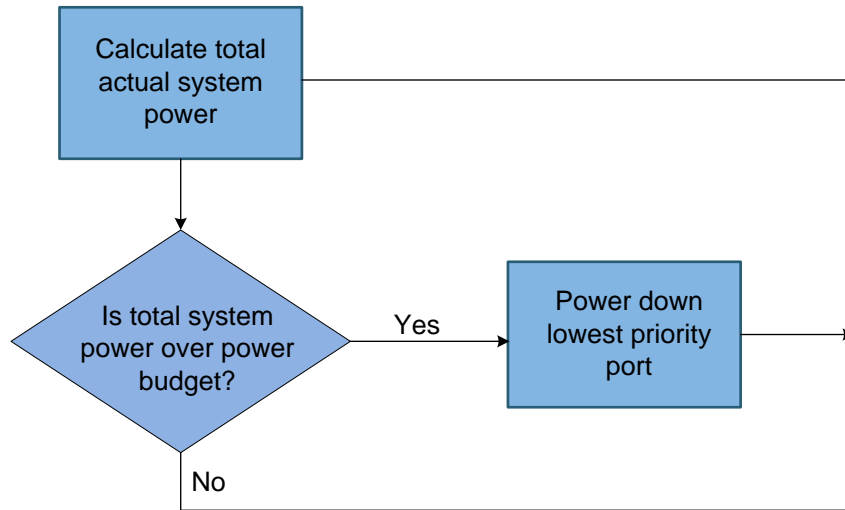 Calculate total
actual system
power
Is total system
power over power
budget?
Yes
Power down
lowest priority
port
No